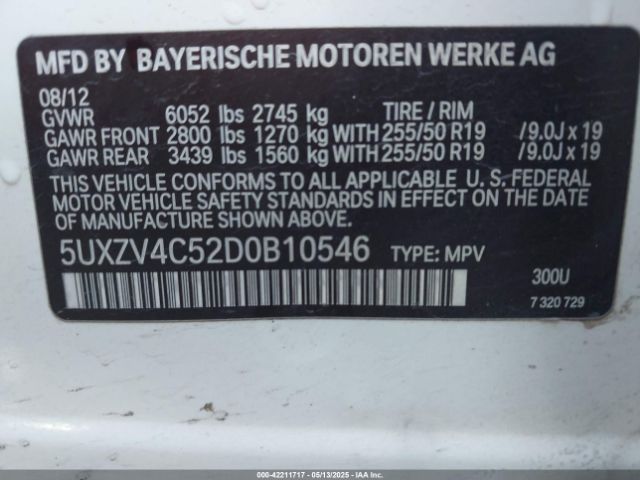 MFD BY BAYERISCHE MOTOREN WERKE AG
08/12
GVWR 6052 lbs 2745 kg TIRE / RIM
GAWR FRONT 2800 lbs 1270 kg WITH 255/50 R19 /9.0J x 19
GAWR REAR 3439 lbs 1560 kg WITH 255/50 R19 /9.0J x 19
THIS VEHICLE CONFORMS TO ALL APPLICABLE U. S. FEDERAL
MOTOR VEHICLE SAFETY STANDARDS IN EFFECT ON THE DATE
OF MANUFACTURE SHOWN ABOVE.
5UXZV4C52D0B10546 TYPE: MPV
300U
7 320 729
000-42211717 - 05/13/2025 - IAAI.COM